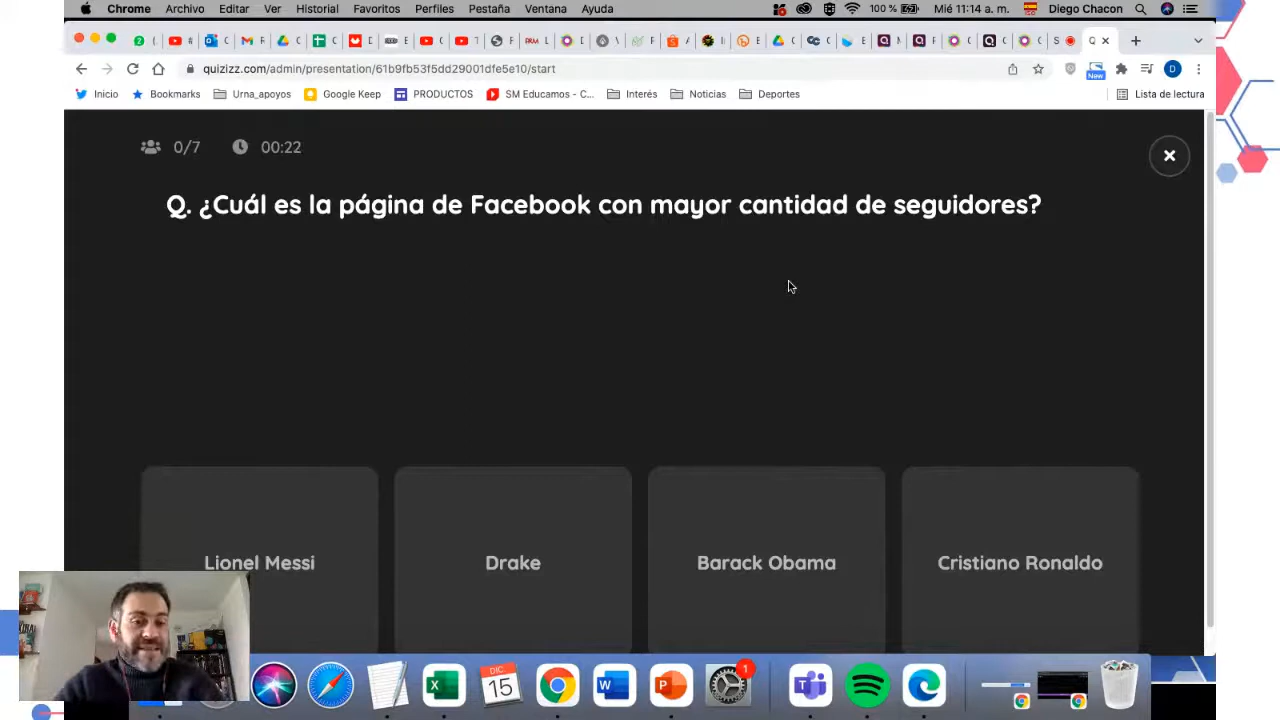 Chrome Archivo Editar Ver Historial Favoritos Perfiles Pestaña Ventana Ayuda 100 % Mié 11:14 a. m. Diego Chacon
quizizz.com/admin/presentation/61b9fb53f5dd29001dfe5e10/start
New
D
Inicio Bookmarks Urna_apoyos Google Keep PRODUCTOS SM Educamos - C... Interés Noticias Deportes Lista de lectura
0/7 00:22
Q. ¿Cuál es la página de Facebook con mayor cantidad de seguidores?
Lionel Messi Drake Barack Obama Cristiano Ronaldo
DIC
15
1